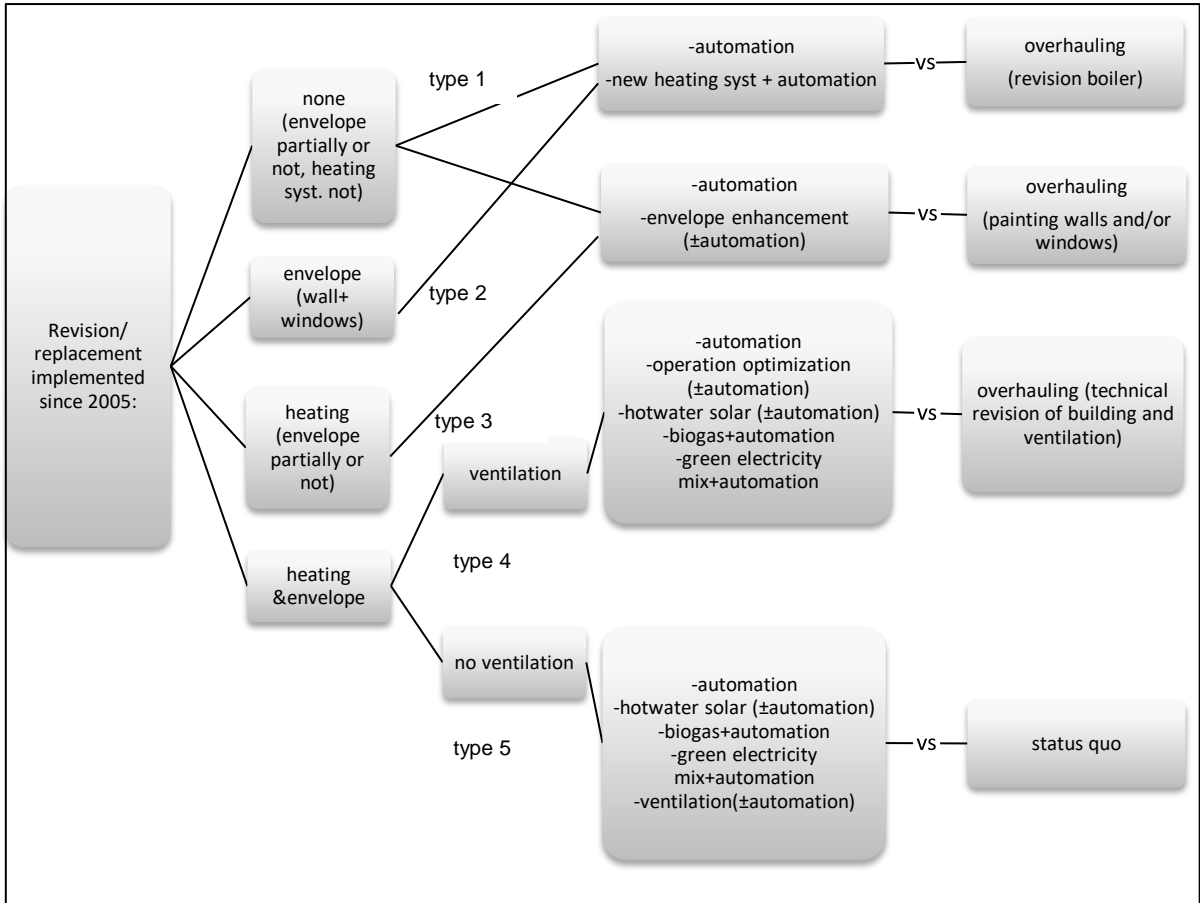 Revision/
replacement
implemented
since 2005:
none
(envelope
partially or
not, heating
syst. not)
envelope
(wall+
windows)
heating
(envelope
partially or
not)
heating
&envelope
type 1
type 2
type 3
ventilation
type 4
no ventilation
type 5
-automation
-new heating syst + automation
vs
overhauling
(revision boiler)
-automation
-envelope enhancement
(±automation)
vs
overhauling
(painting walls and/or
windows)
-automation
-operation optimization
(±automation)
-hotwater solar (±automation)
-biogas+automation
-green electricity
mix+automation
vs
overhauling (technical
revision of building and
ventilation)
-automation
-hotwater solar (±automation)
-biogas+automation
-green electricity
mix+automation
-ventilation(±automation)
vs
status quo